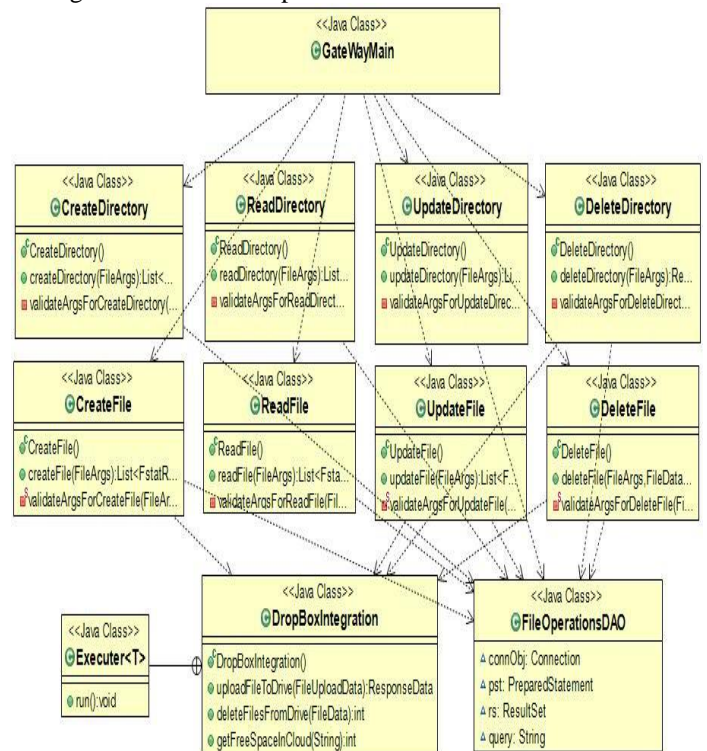 <<Java Class>>
GateWayMain
<<Java Class>>
CreateDirectory
CreateDirectory()
createDirectory(FileArgs):List<...
validateArgsForCreateDirectory(...
<<Java Class>>
ReadDirectory
ReadDirectory()
readDirectory(FileArgs):List...
validateArgsForReadDirect...
<<Java Class>>
UpdateDirectory
UpdateDirectory()
updateDirectory(FileArgs):Li...
validateArgsForUpdateDirec...
<<Java Class>>
DeleteDirectory
DeleteDirectory()
deleteDirectory(FileArgs):Re...
validateArgsForDeleteDirect...
<<Java Class>>
CreateFile
CreateFile()
createFile(FileArgs):List<FstatR...
validateArgsForCreateFile(FileAr...
<<Java Class>>
ReadFile
ReadFile()
readFile(FileArgs):List<Fsta...
validateArgsForReadFile(Fil...
<<Java Class>>
UpdateFile
UpdateFile()
updateFile(FileArgs):List<F...
validateArgsForUpdateFile(...
<<Java Class>>
DeleteFile
DeleteFile()
deleteFile(FileArgs,FileData...
validateArgsForDeleteFile(Fi...
<<Java Class>>
Executer<T>
run():void
<<Java Class>>
DropBoxIntegration
DropBoxIntegration()
uploadFileToDrive(FileUploadData):ResponseData
deleteFilesFromDrive(FileData):int
getFreeSpaceInCloud(String):int
<<Java Class>>
FileOperationsDAO
connObj: Connection
pst: PreparedStatement
rs: ResultSet
query: String